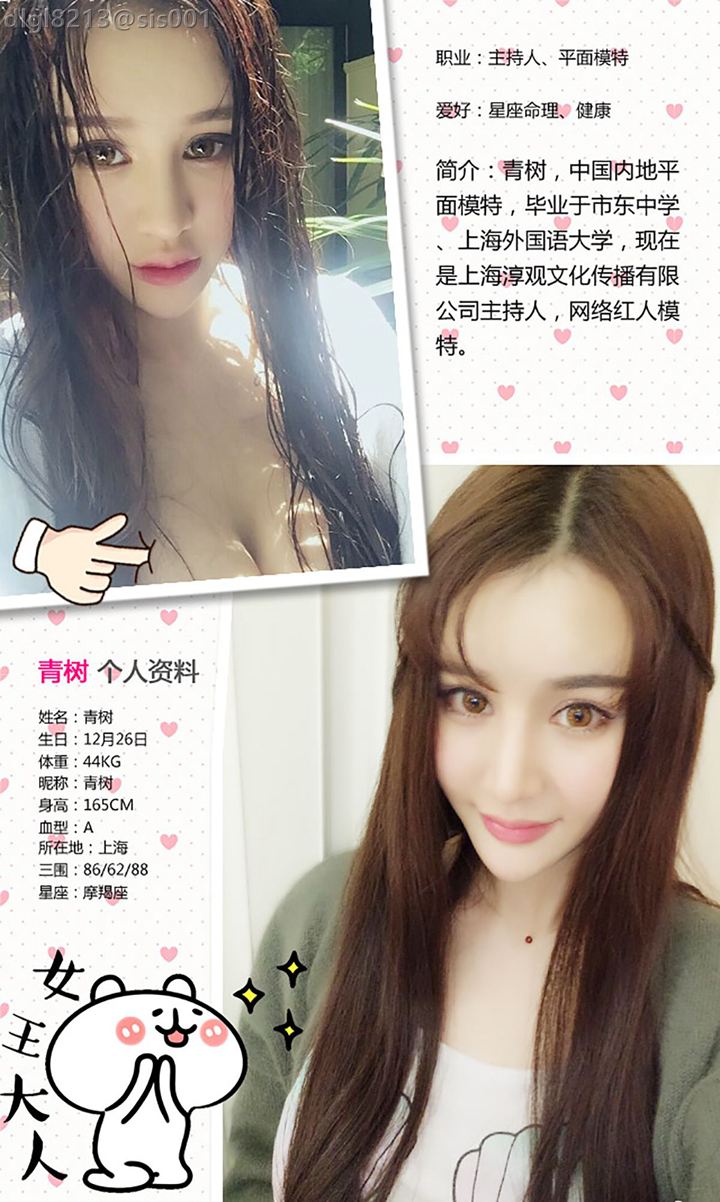 dlgl8213@sis001
职业：主持人、平面模特
爱好：星座命理、健康
简介：青树，中国内地平
面模特，毕业于市东中学
、上海外国语大学，现在
是上海淳观文化传播有限
公司主持人，网络红人模
特。
青树 个人资料
姓名：青树
生日：12月26日
体重：44KG
昵称：青树
身高：165CM
血型：A
所在地：上海
三围：86/62/88
星座：摩羯座
女王大人